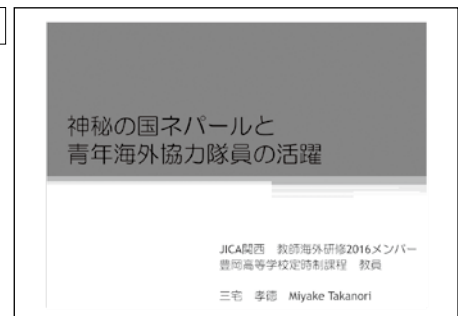 神秘の国ネパールと
青年海外協力隊員の活躍
JICA関西　教師海外研修2016メンバー
豊岡高等学校定時制課程　教員
三宅　孝徳　Miyake Takanori